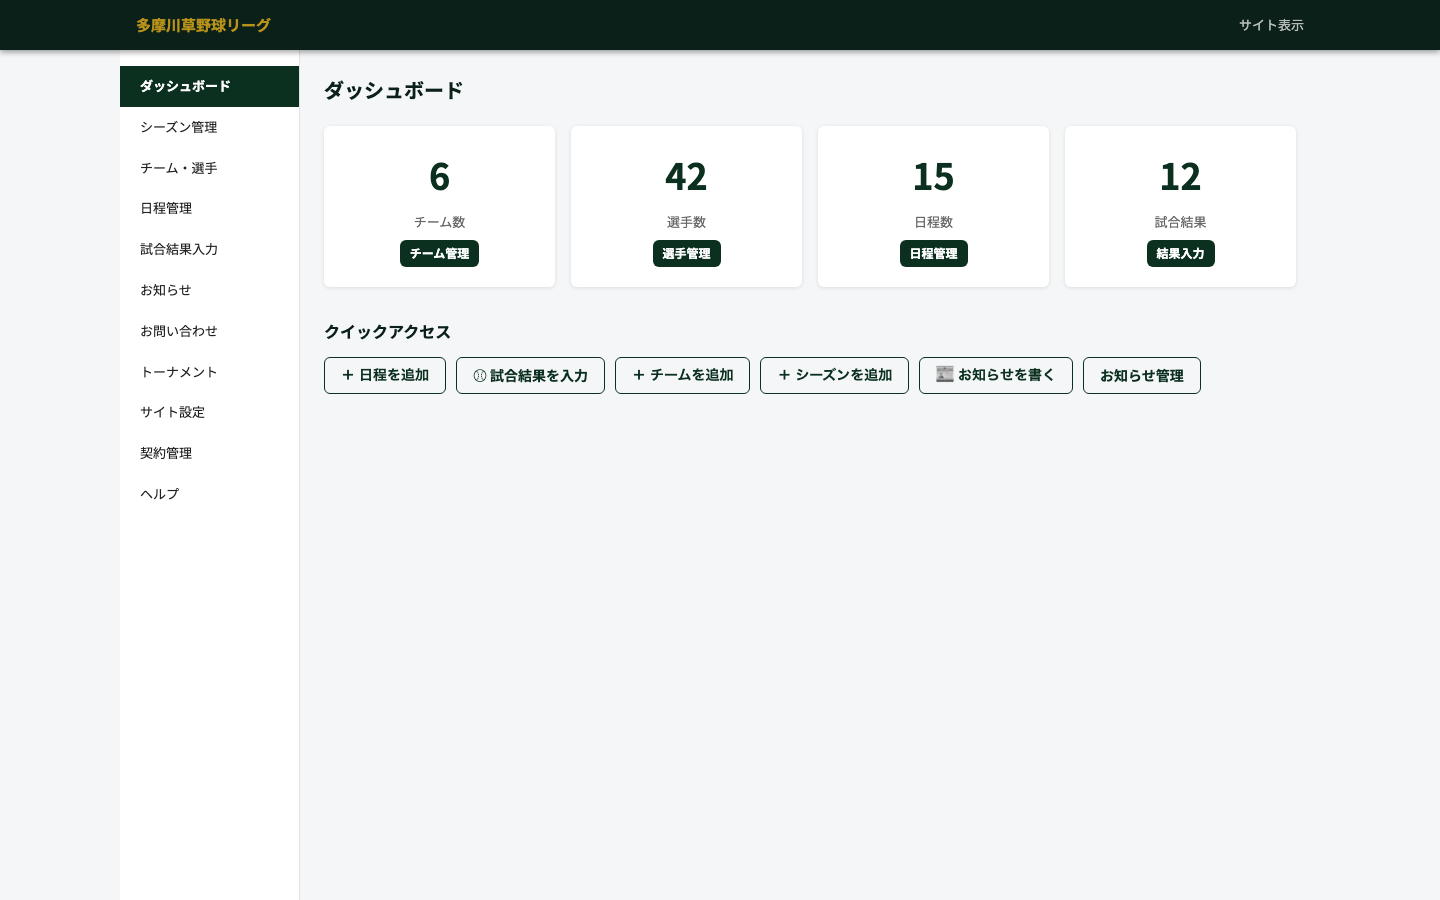 多摩川草野球リーグ
サイト表示
ダッシュボード
シーズン管理
チーム・選手
日程管理
試合結果入力
お知らせ
お問い合わせ
トーナメント
サイト設定
契約管理
ヘルプ
ダッシュボード
6
チーム数
チーム管理
42
選手数
選手管理
15
日程数
日程管理
12
試合結果
結果入力
クイックアクセス
＋ 日程を追加
⚾ 試合結果を入力
＋ チームを追加
＋ シーズンを追加
📰 お知らせを書く
お知らせ管理